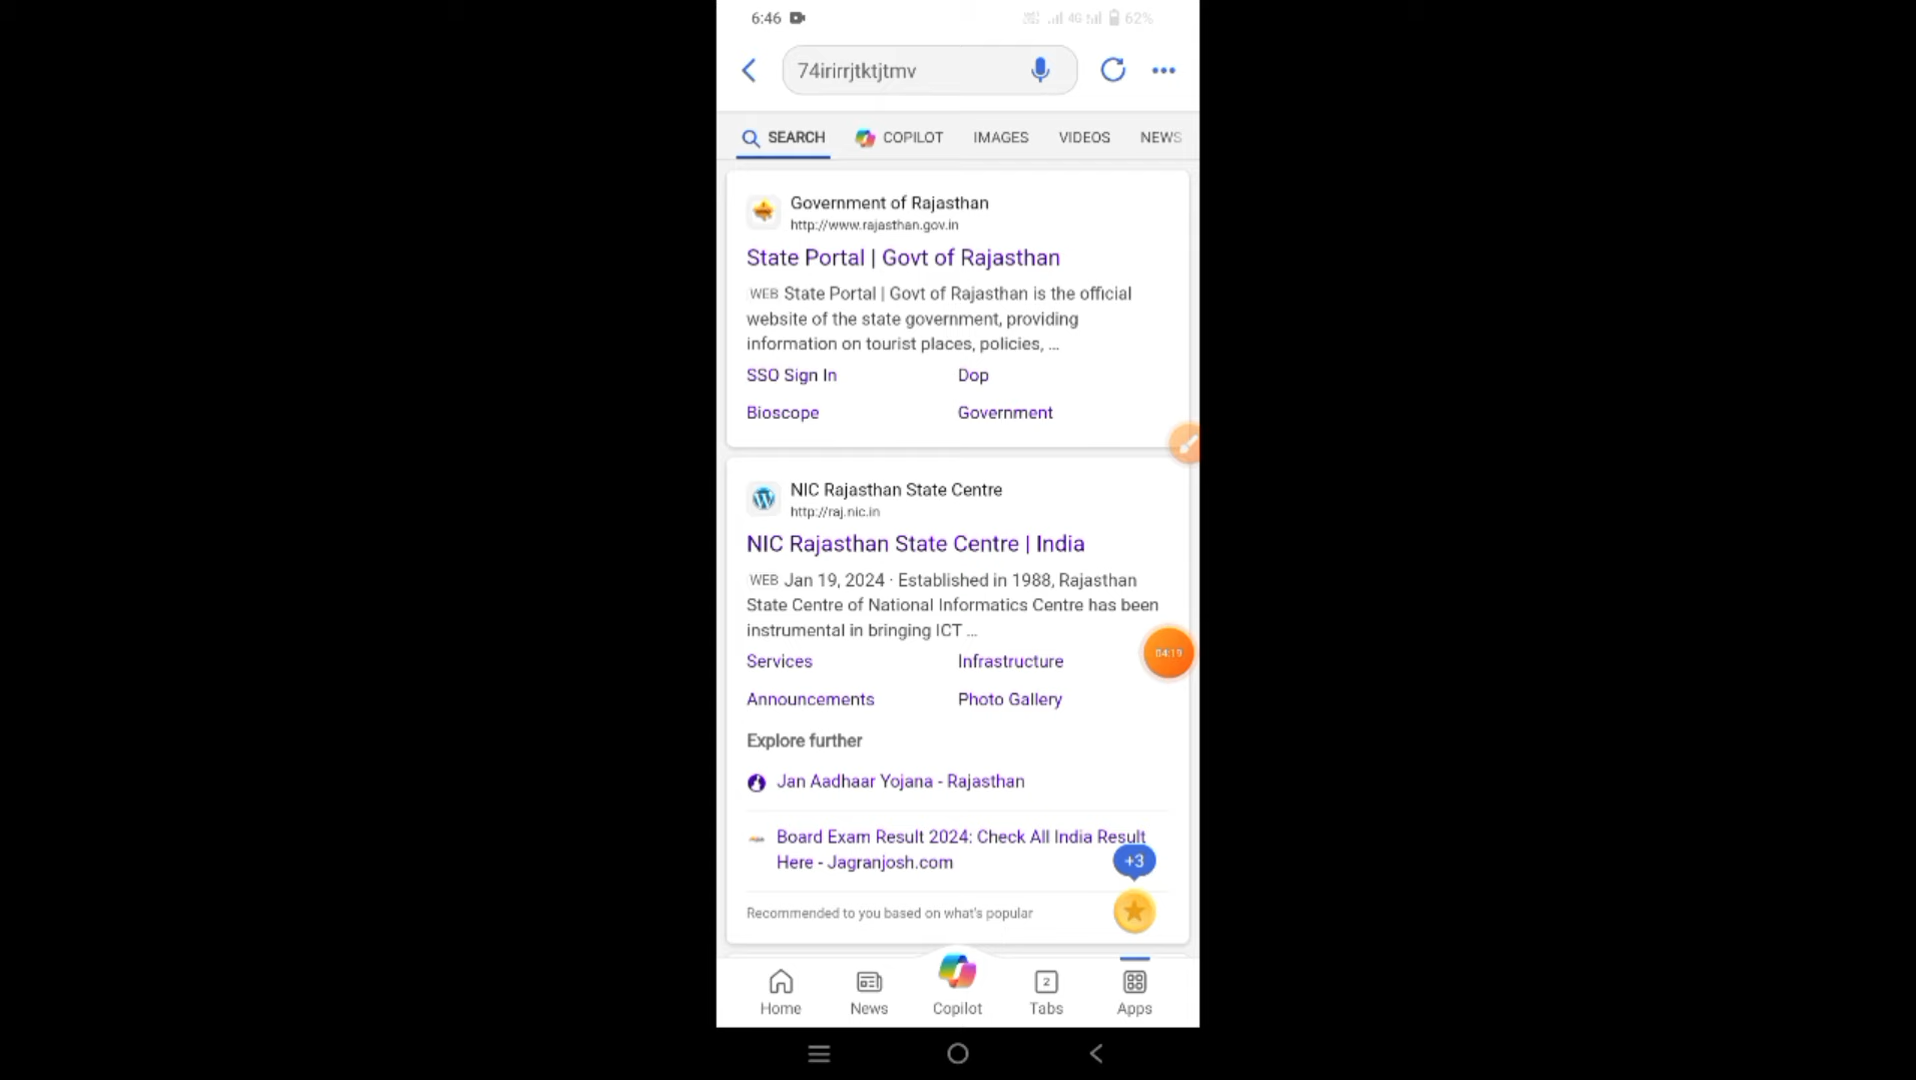 6:46 4G 62%
74irirrjtktjtmv
SEARCH COPILOT IMAGES VIDEOS NEWS
Government of Rajasthan
http://www.rajasthan.gov.in
State Portal | Govt of Rajasthan
WEB State Portal | Govt of Rajasthan is the official
website of the state government, providing
information on tourist places, policies, ...
SSO Sign In Dop
Bioscope Government
NIC Rajasthan State Centre
http://raj.nic.in
NIC Rajasthan State Centre | India
WEB Jan 19, 2024 · Established in 1988, Rajasthan
State Centre of National Informatics Centre has been
instrumental in bringing ICT ...
04:19
Services Infrastructure
Announcements Photo Gallery
Explore further
Jan Aadhaar Yojana - Rajasthan
Board Exam Result 2024: Check All India Result
Here - Jagranjosh.com
+3
Recommended to you based on what's popular
2
Home News Copilot Tabs Apps